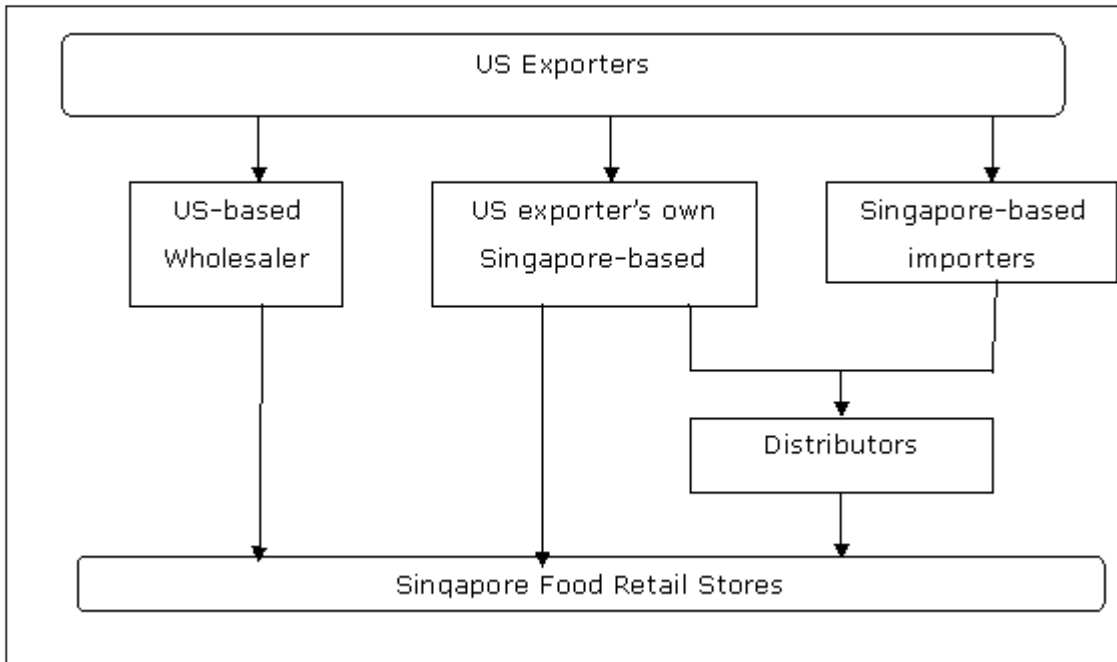 US Exporters
US-based
Wholesaler
US exporter's own
Singapore-based
Singapore-based
importers
Distributors
Singapore Food Retail Stores